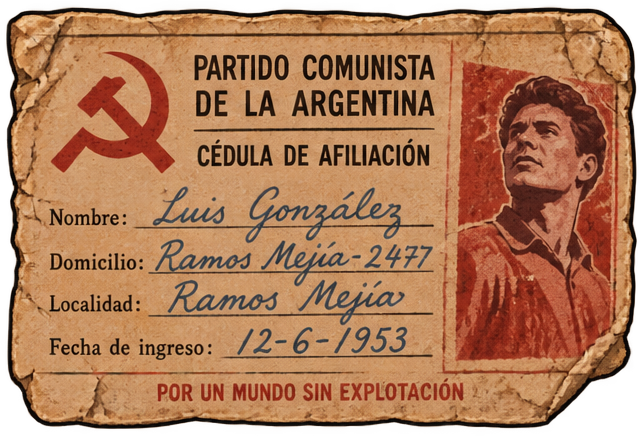 PARTIDO COMUNISTA
DE LA ARGENTINA
CÉDULA DE AFILIACIÓN
Nombre: Luis González
Domicilio: Ramos Mejía-2477
Localidad: Ramos Mejía
Fecha de ingreso: 12-6-1953
POR UN MUNDO SIN EXPLOTACIÓN